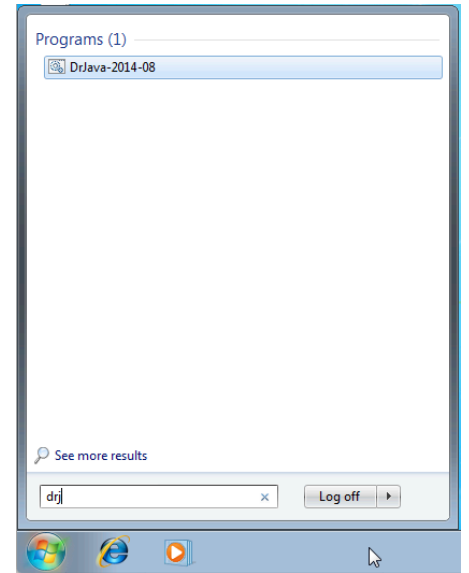 Programs (1)
DrJava-2014-08
See more results
drj
Log off